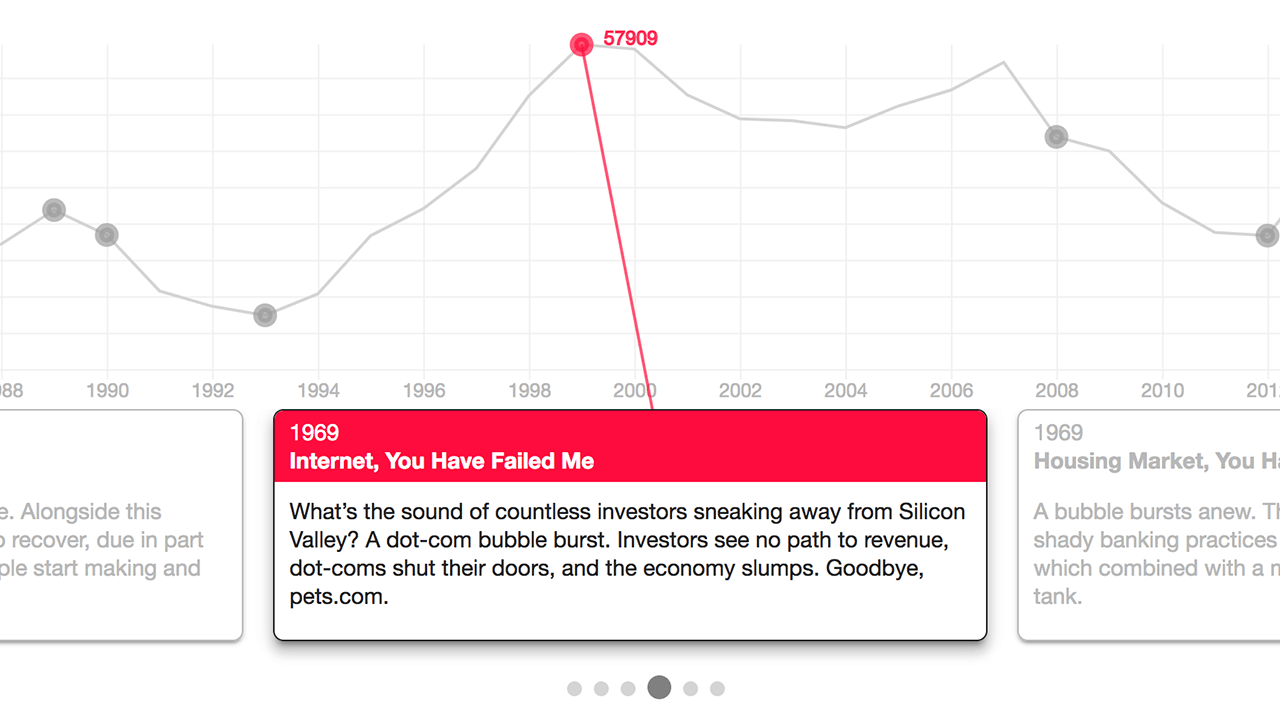 57909
88 1990 1992 1994 1996 1998 2000 2002 2004 2006 2008 2010 201
e. Alongside this
recover, due in part
ple start making and
1969
Internet, You Have Failed Me
What's the sound of countless investors sneaking away from Silicon
Valley? A dot-com bubble burst. Investors see no path to revenue,
dot-coms shut their doors, and the economy slumps. Goodbye,
pets.com.
1969
Housing Market, You Ha
A bubble bursts anew. Th
shady banking practices
which combined with a m
tank.